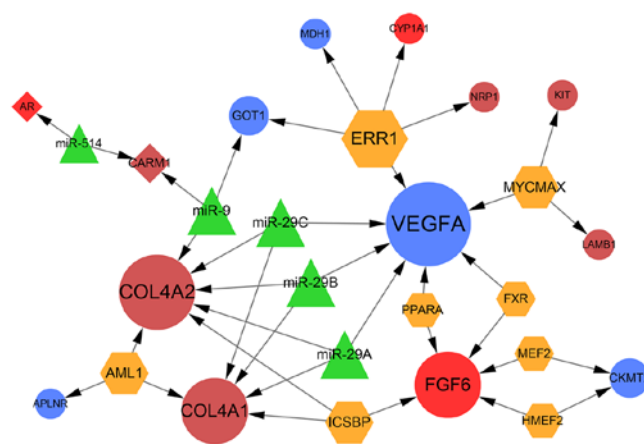 MDH1
CYP1A1
AR
GOT1
NRP1
KIT
ERR1
miR-514
CARM1
MYCMAX
miR-9
miR-29C
VEGFA
LAMB1
COL4A2
miR-29B
PPARA
FXR
miR-29A
MEF2
AML1
FGF6
CKMT
APLNR
COL4A1
ICSBP
HMEF2